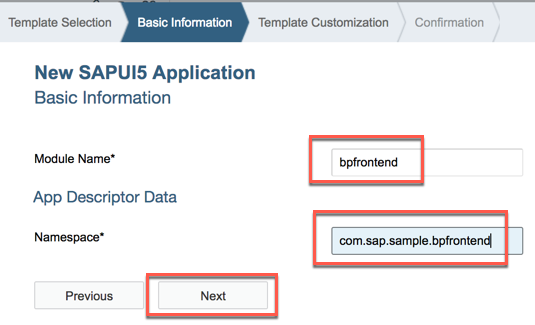 Template Selection Basic Information Template Customization Confirmation
New SAPUI5 Application
Basic Information
Module Name* bpfrontend
App Descriptor Data
Namespace* com.sap.sample.bpfrontend
Previous Next